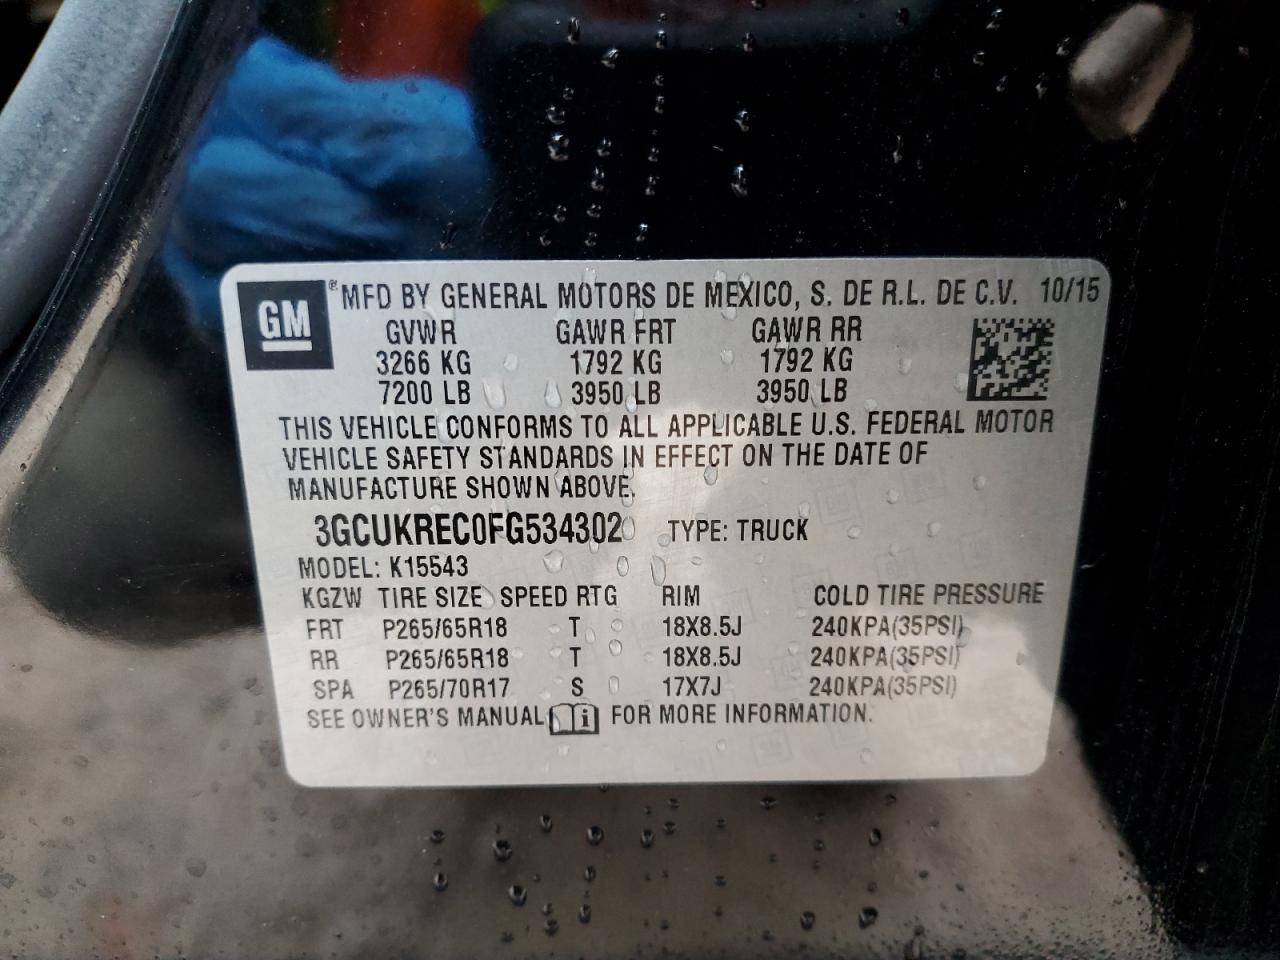 GM ® MFD BY GENERAL MOTORS DE MEXICO, S. DE R.L. DE C.V. 10/15
GVWR GAWR FRT GAWR RR
3266 KG 1792 KG 1792 KG
7200 LB 3950 LB 3950 LB
THIS VEHICLE CONFORMS TO ALL APPLICABLE U.S. FEDERAL MOTOR
VEHICLE SAFETY STANDARDS IN EFFECT ON THE DATE OF
MANUFACTURE SHOWN ABOVE.
3GCUKREC0FG534302 TYPE: TRUCK
MODEL: K15543
KGZW TIRE SIZE SPEED RTG RIM COLD TIRE PRESSURE
FRT P265/65R18 T 18X8.5J 240KPA(35PSI)
RR P265/65R18 T 18X8.5J 240KPA(35PSI)
SPA P265/70R17 S 17X7J 240KPA(35PSI)
SEE OWNER'S MANUAL i FOR MORE INFORMATION.